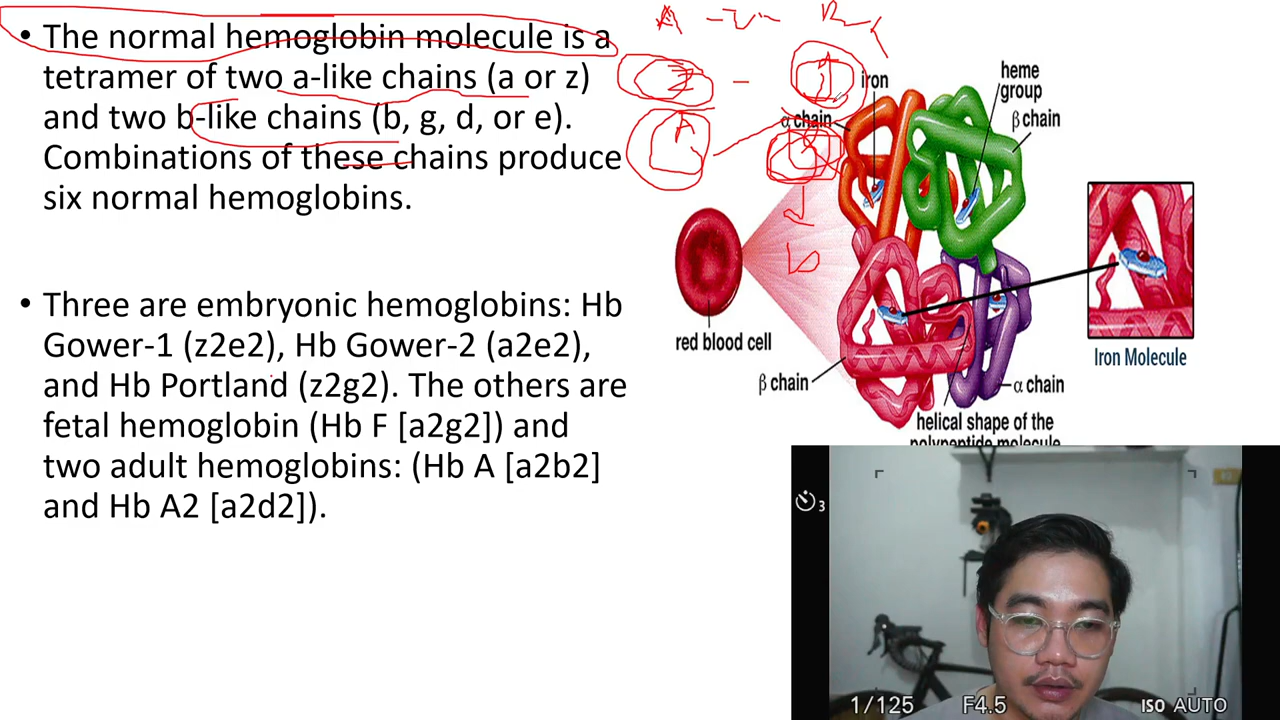 • The normal hemoglobin molecule is a
tetramer of two a-like chains (a or z)
and two b-like chains (b, g, d, or e).
Combinations of these chains produce
six normal hemoglobins.
• Three are embryonic hemoglobins: Hb
Gower-1 (z2e2), Hb Gower-2 (a2e2),
and Hb Portland (z2g2). The others are
fetal hemoglobin (Hb F [a2g2]) and
two adult hemoglobins: (Hb A [a2b2]
and Hb A2 [a2d2]).
iron
heme
group
α chain
β chain
red blood cell
Iron Molecule
β chain
α chain
helical shape of the
polypeptide molecule
3
1/125
F4.5
ISO AUTO